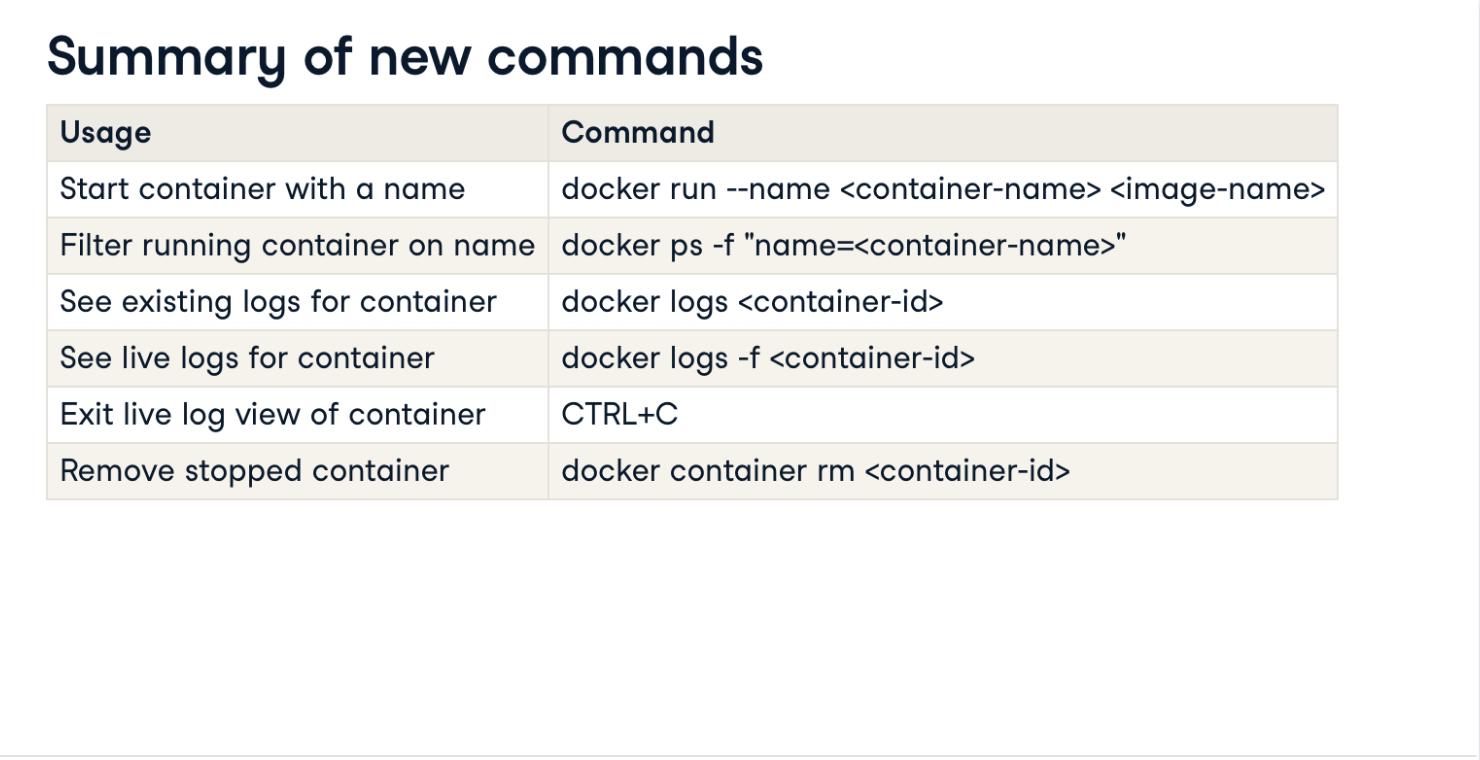 Summary of new commands
Usage Command
Start container with a name docker run --name <container-name> <image-name>
Filter running container on name docker ps -f "name=<container-name>"
See existing logs for container docker logs <container-id>
See live logs for container docker logs -f <container-id>
Exit live log view of container CTRL+C
Remove stopped container docker container rm <container-id>